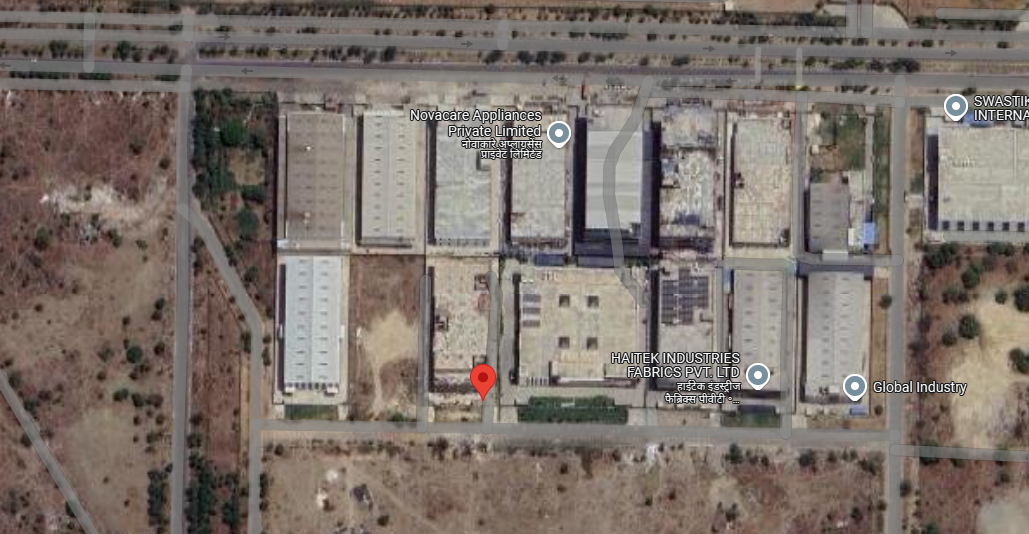 Novacare Appliances
Private Limited
नोवाकारे अप्लायंसेस
प्राइवेट लिमिटेड
SWASTIK
INTERNA
HAITEK INDUSTRIES
FABRICS PVT. LTD
हाईटेक इंडस्ट्रीज
फैब्रिक्स पीवीटी
Global Industry